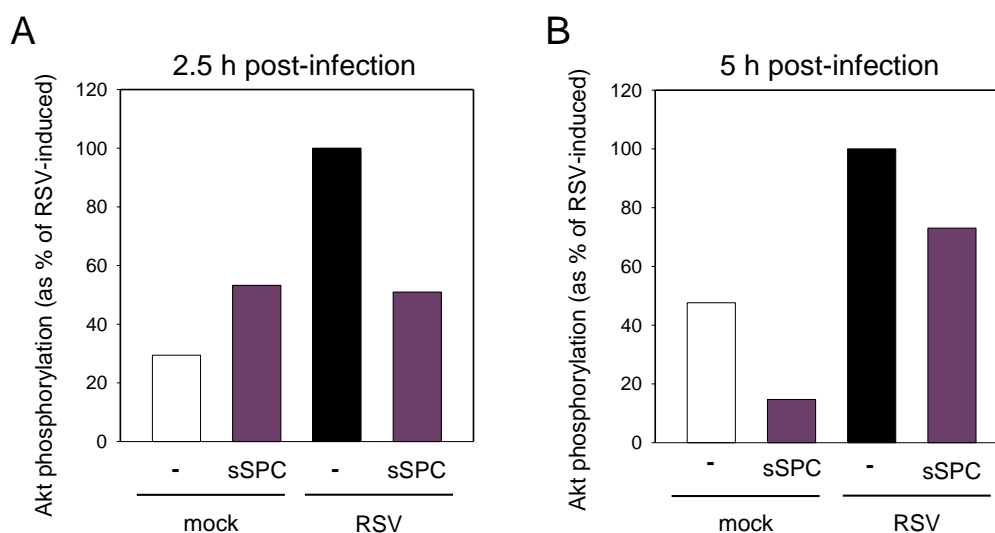 A
2.5 h post-infection
Akt phosphorylation (as % of RSV-induced)
120
100
80
60
40
20
0
- sSPC - sSPC
mock RSV
B
5 h post-infection
Akt phosphorylation (as % of RSV-induced)
120
100
80
60
40
20
0
- sSPC - sSPC
mock RSV